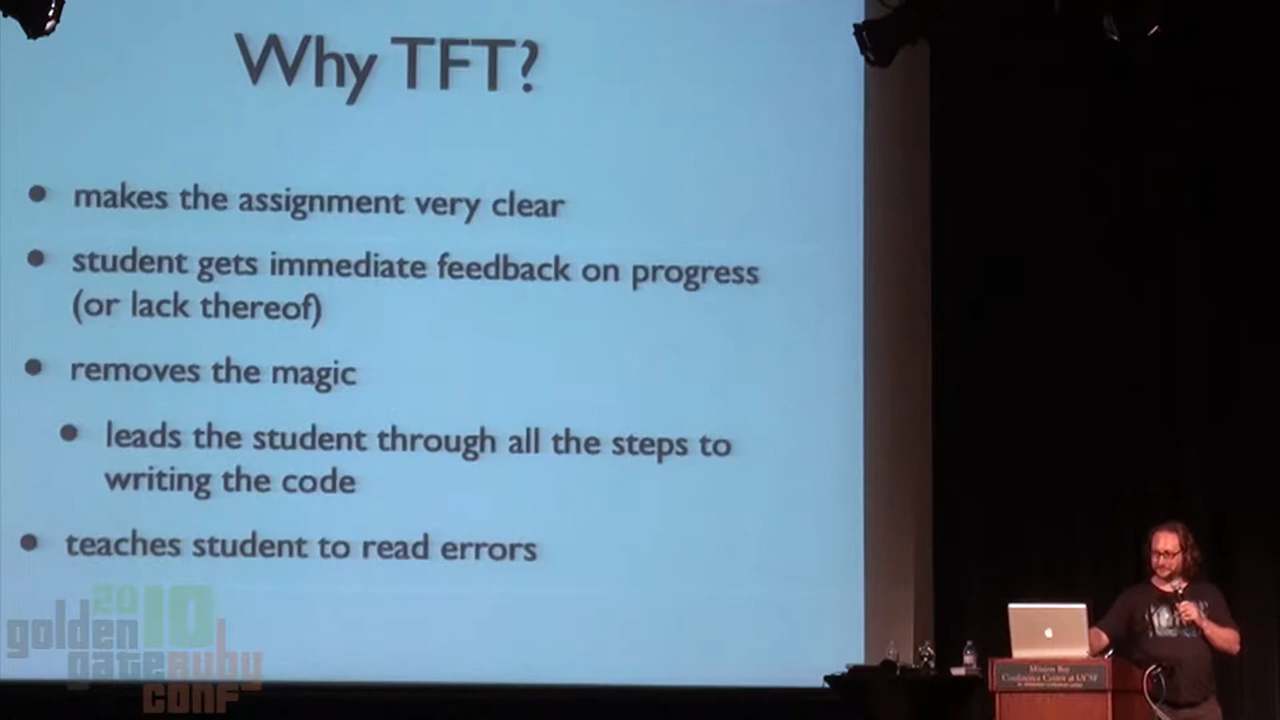 Why TFT?
makes the assignment very clear
student gets immediate feedback on progress
(or lack thereof)
removes the magic
leads the student through all the steps to
writing the code
teaches student to read errors
2010
golden
gateRuby
CONF
Mission Bay
Conference Center at UCSF